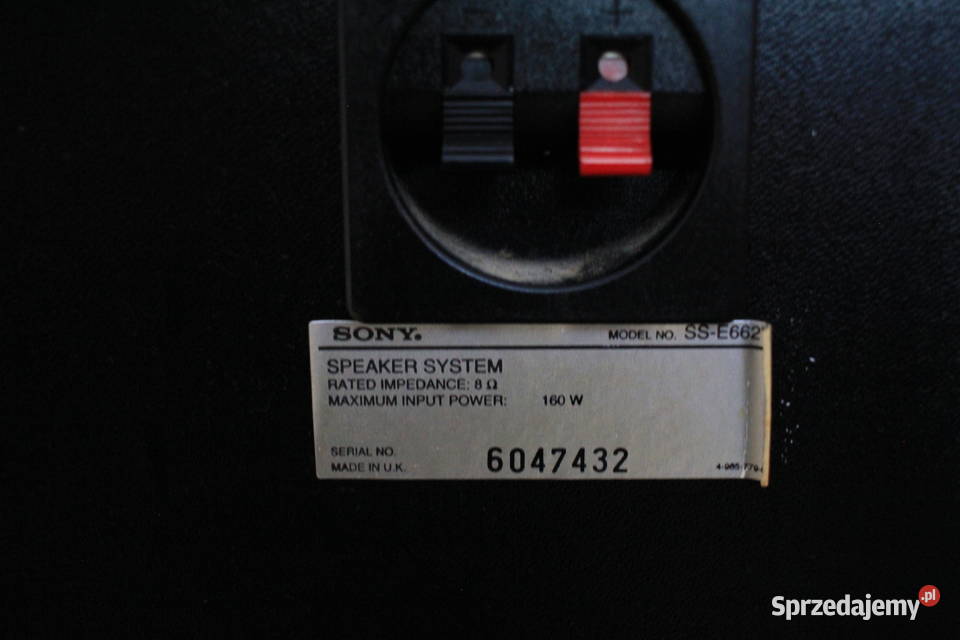 - +
SONY.
MODEL NO. SS-E662
SPEAKER SYSTEM
RATED IMPEDANCE: 8 Ω
MAXIMUM INPUT POWER: 160 W
SERIAL NO. 6047432
MADE IN U.K.
Sprzedajemy.pl